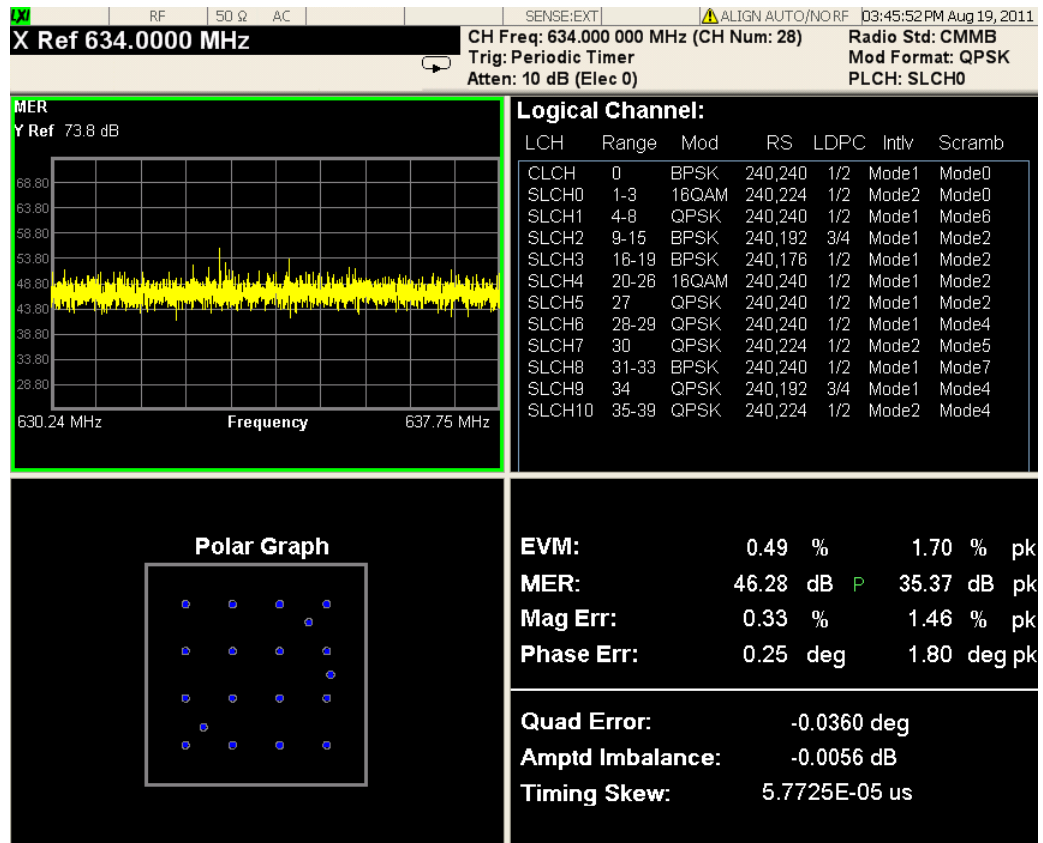 LXI RF 50 Ω AC SENSE:EXT ALIGN AUTO/NO RF 03:45:52 PM Aug 19, 2011
X Ref 634.0000 MHz
CH Freq: 634.000 000 MHz (CH Num: 28) Radio Std: CMMB
Trig: Periodic Timer Mod Format: QPSK
Atten: 10 dB (Elec 0) PLCH: SLCH0
MER
Y Ref 73.8 dB
68.80
63.80
58.80
53.80
48.80
43.80
38.80
33.80
28.80
630.24 MHz Frequency 637.75 MHz
Logical Channel:
LCH Range Mod RS LDPC Intlv Scramb
CLCH 0 BPSK 240,240 1/2 Mode1 Mode0
SLCH0 1-3 16QAM 240,224 1/2 Mode2 Mode0
SLCH1 4-8 QPSK 240,240 1/2 Mode1 Mode6
SLCH2 9-15 BPSK 240,192 3/4 Mode1 Mode2
SLCH3 16-19 BPSK 240,176 1/2 Mode1 Mode2
SLCH4 20-26 16QAM 240,240 1/2 Mode1 Mode2
SLCH5 27 QPSK 240,240 1/2 Mode1 Mode2
SLCH6 28-29 QPSK 240,240 1/2 Mode1 Mode4
SLCH7 30 QPSK 240,224 1/2 Mode2 Mode5
SLCH8 31-33 BPSK 240,240 1/2 Mode1 Mode7
SLCH9 34 QPSK 240,192 3/4 Mode1 Mode4
SLCH10 35-39 QPSK 240,224 1/2 Mode2 Mode4
Polar Graph
EVM: 0.49 % 1.70 % pk
MER: 46.28 dB P 35.37 dB pk
Mag Err: 0.33 % 1.46 % pk
Phase Err: 0.25 deg 1.80 deg pk
Quad Error: -0.0360 deg
Amptd Imbalance: -0.0056 dB
Timing Skew: 5.7725E-05 us